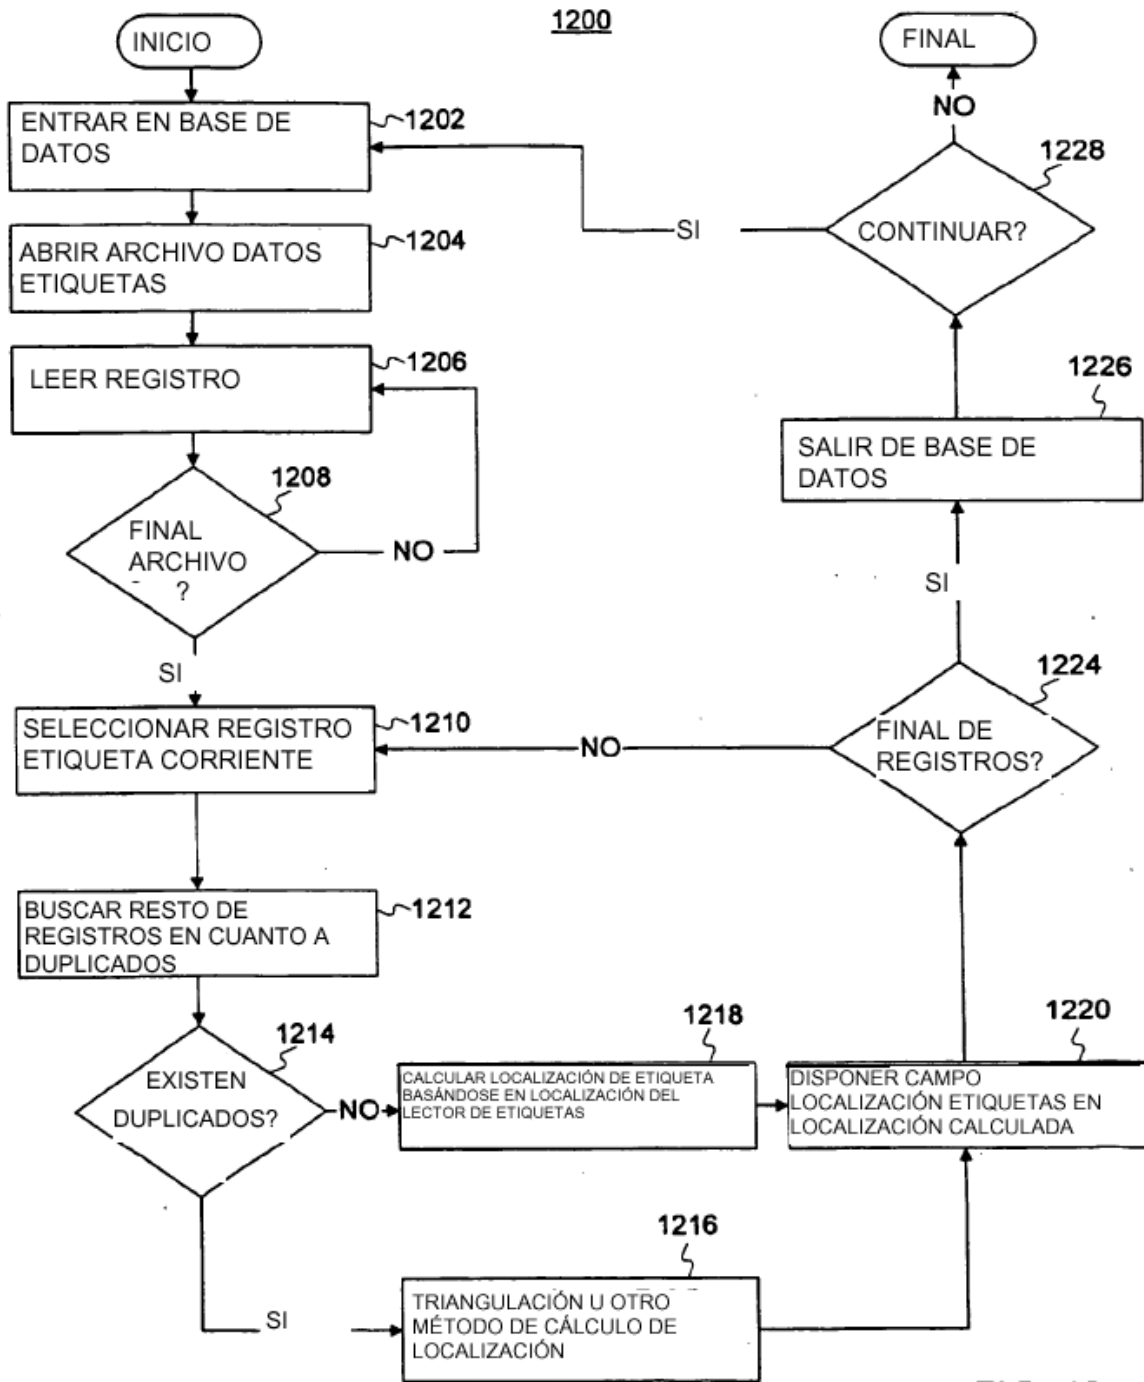 1200
INICIO
ENTRAR EN BASE DE
DATOS
1202
ABRIR ARCHIVO DATOS
ETIQUETAS
1204
LEER REGISTRO
1206
FINAL
ARCHIVO
?
1208
NO
SI
SELECCIONAR REGISTRO
ETIQUETA CORRIENTE
1210
BUSCAR RESTO DE
REGISTROS EN CUANTO A
DUPLICADOS
1212
EXISTEN
DUPLICADOS?
1214
NO
CALCULAR LOCALIZACIÓN DE ETIQUETA
BASÁNDOSE EN LOCALIZACIÓN DEL
LECTOR DE ETIQUETAS
1218
SI
TRIANGULACIÓN U OTRO
MÉTODO DE CÁLCULO DE
LOCALIZACIÓN
1216
DISPONER CAMPO
LOCALIZACIÓN ETIQUETAS EN
LOCALIZACIÓN CALCULADA
1220
FINAL DE
REGISTROS?
1224
NO
SI
SALIR DE BASE DE
DATOS
1226
CONTINUAR?
1228
SI
NO
FINAL